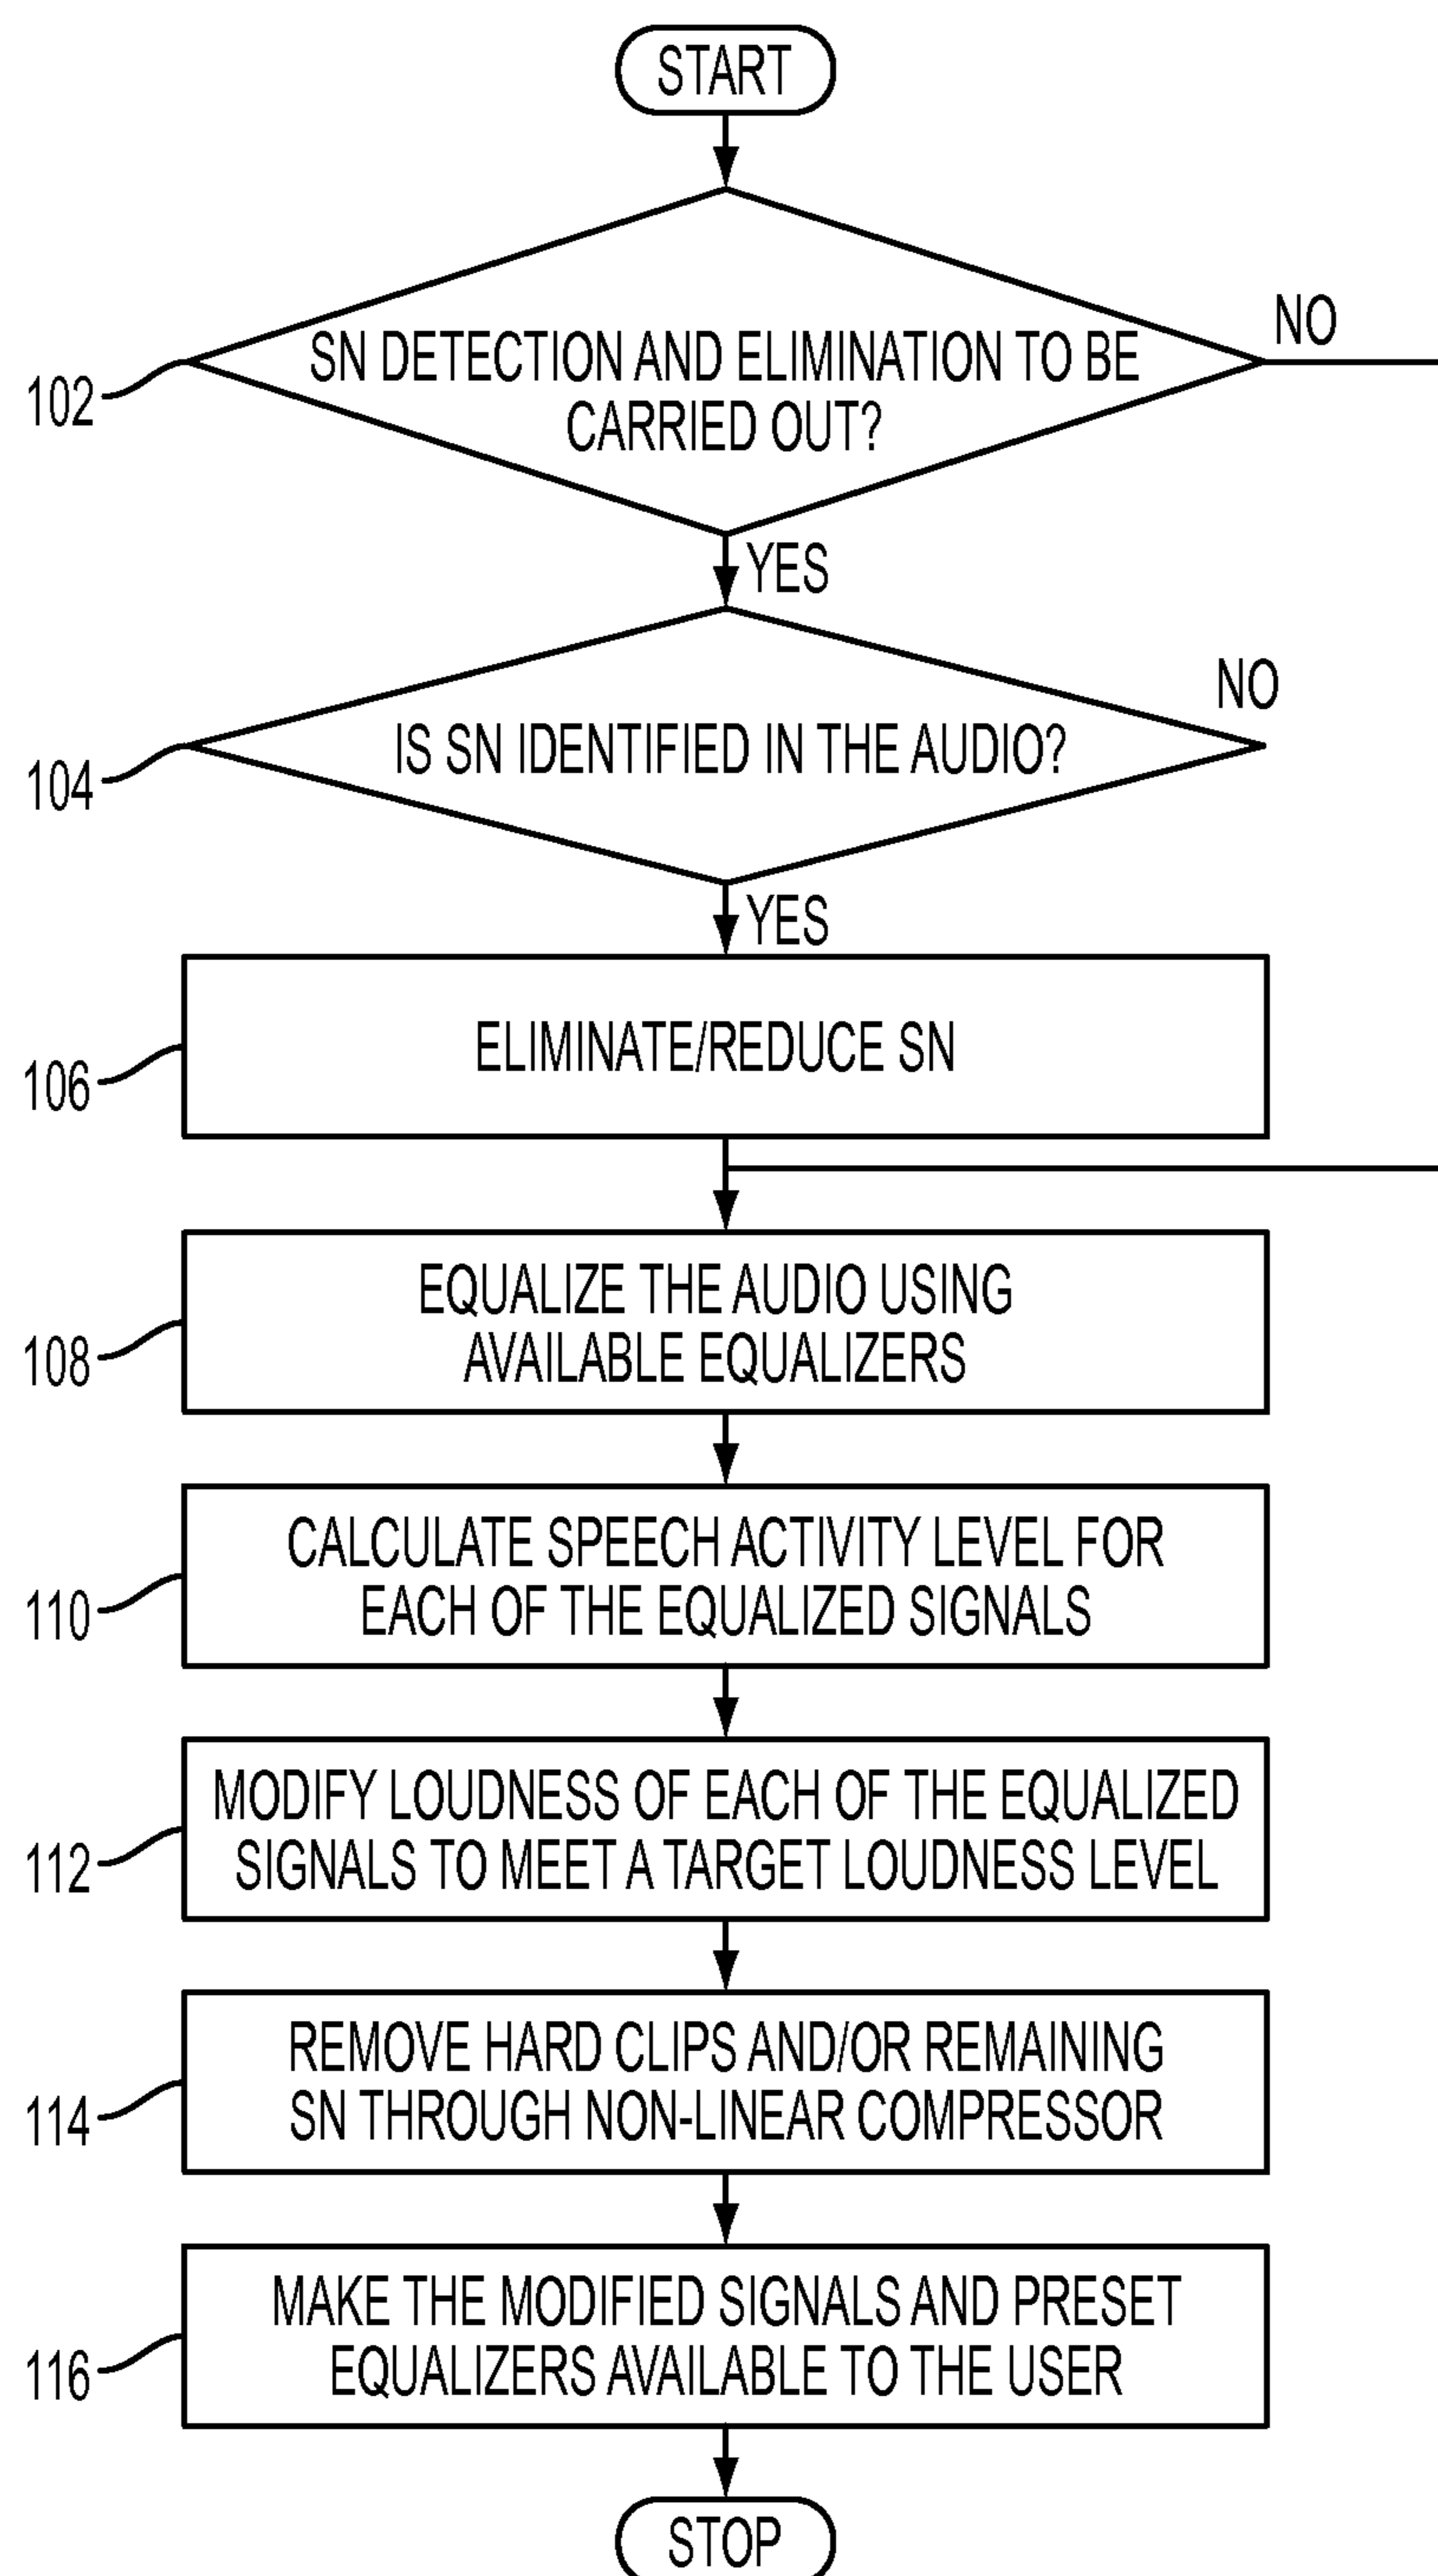 START
SN DETECTION AND ELIMINATION TO BE
CARRIED OUT?
NO
102
YES
IS SN IDENTIFIED IN THE AUDIO?
NO
104
YES
ELIMINATE/REDUCE SN
106
EQUALIZE THE AUDIO USING
AVAILABLE EQUALIZERS
108
CALCULATE SPEECH ACTIVITY LEVEL FOR
EACH OF THE EQUALIZED SIGNALS
110
MODIFY LOUDNESS OF EACH OF THE EQUALIZED
SIGNALS TO MEET A TARGET LOUDNESS LEVEL
112
REMOVE HARD CLIPS AND/OR REMAINING
SN THROUGH NON-LINEAR COMPRESSOR
114
MAKE THE MODIFIED SIGNALS AND PRESET
EQUALIZERS AVAILABLE TO THE USER
116
STOP